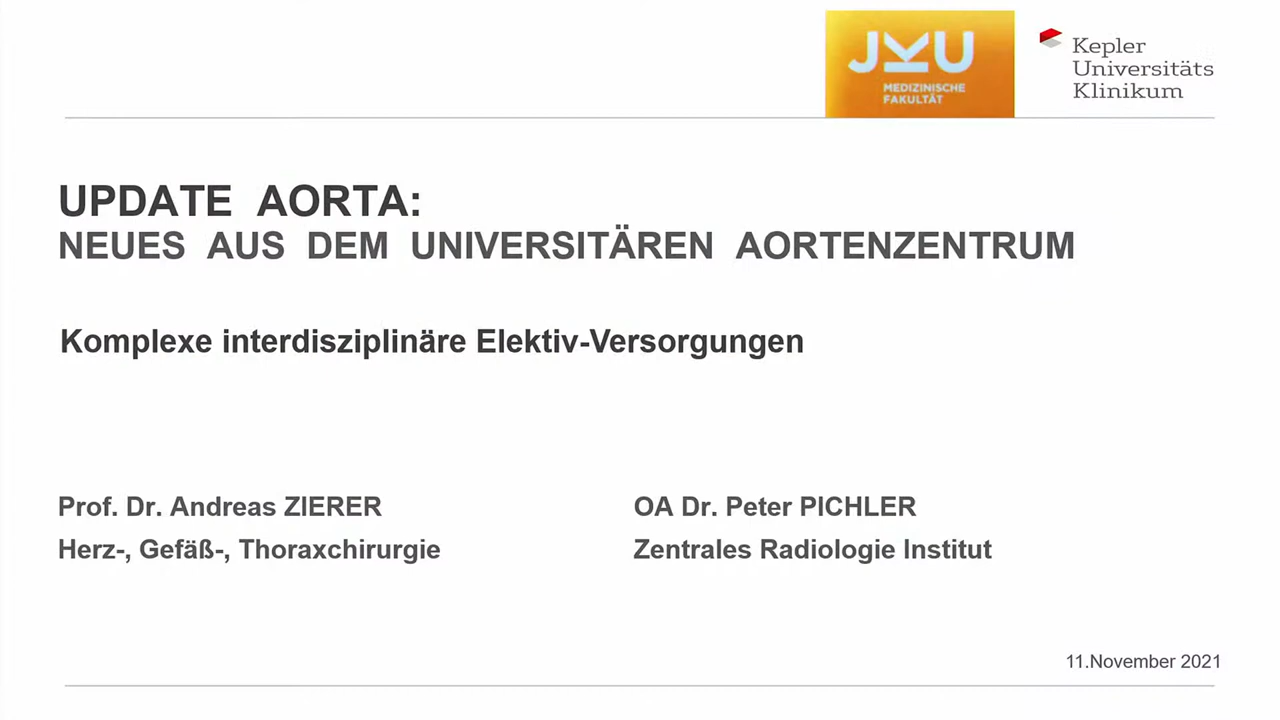 JKU
MEDIZINISCHE
FAKULTÄT
Kepler
Universitäts
Klinikum
UPDATE AORTA:
NEUES AUS DEM UNIVERSITÄREN AORTENZENTRUM
Komplexe interdisziplinäre Elektiv-Versorgungen
Prof. Dr. Andreas ZIERER
Herz-, Gefäß-, Thoraxchirurgie
OA Dr. Peter PICHLER
Zentrales Radiologie Institut
11.November 2021